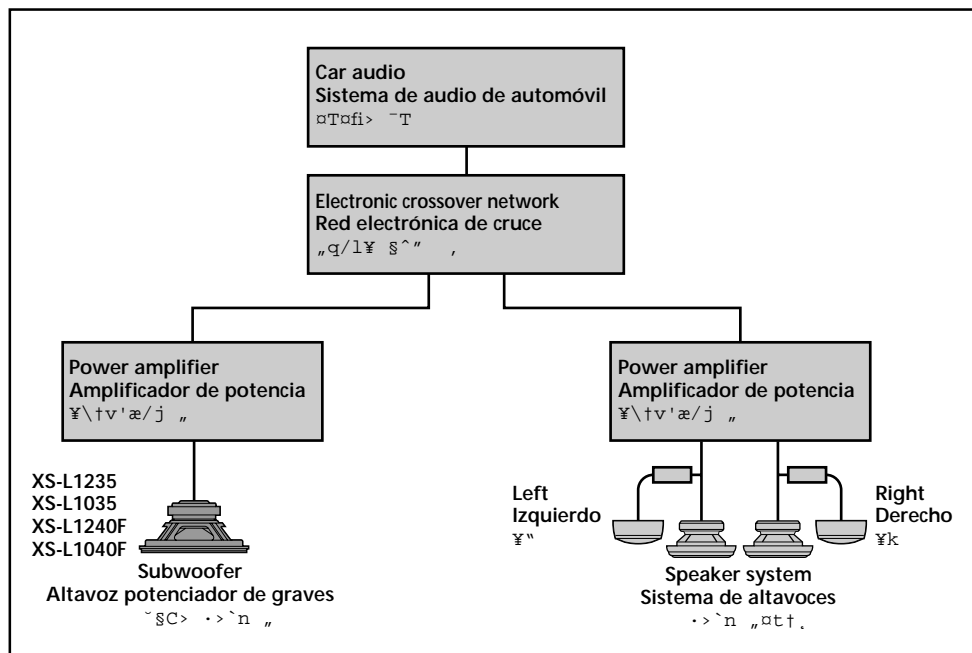 Car audio
Sistema de audio de automóvil
¤T¤fi> ¯T
Electronic crossover network
Red electrónica de cruce
„q/l¥ §ˆ” ‚
Power amplifier
Amplificador de potencia
¥\†v'æ/j „
Power amplifier
Amplificador de potencia
¥\†v'æ/j „
XS-L1235
XS-L1035
XS-L1240F
XS-L1040F
Subwoofer
Altavoz potenciador de graves
˘§C> ·>`n „
Left
Izquierdo
¥“
Right
Derecho
¥k
Speaker system
Sistema de altavoces
·>`n „¤t†˛